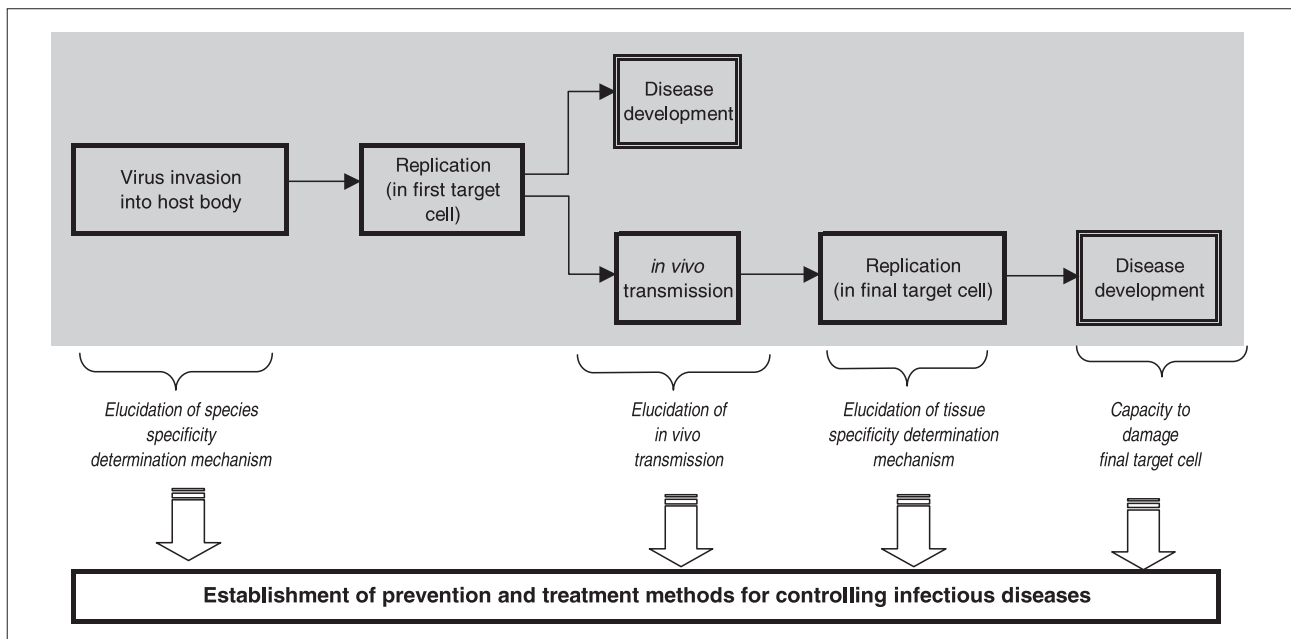 Disease
development
Virus invasion
into host body
Replication
(in first target
cell)
in vivo
transmission
Replication
(in final target cell)
Disease
development
Elucidation of species
specificity
determination mechanism
Elucidation of
in vivo
transmission
Elucidation of tissue
specificity determination
mechanism
Capacity to
damage
final target cell
Establishment of prevention and treatment methods for controlling infectious diseases